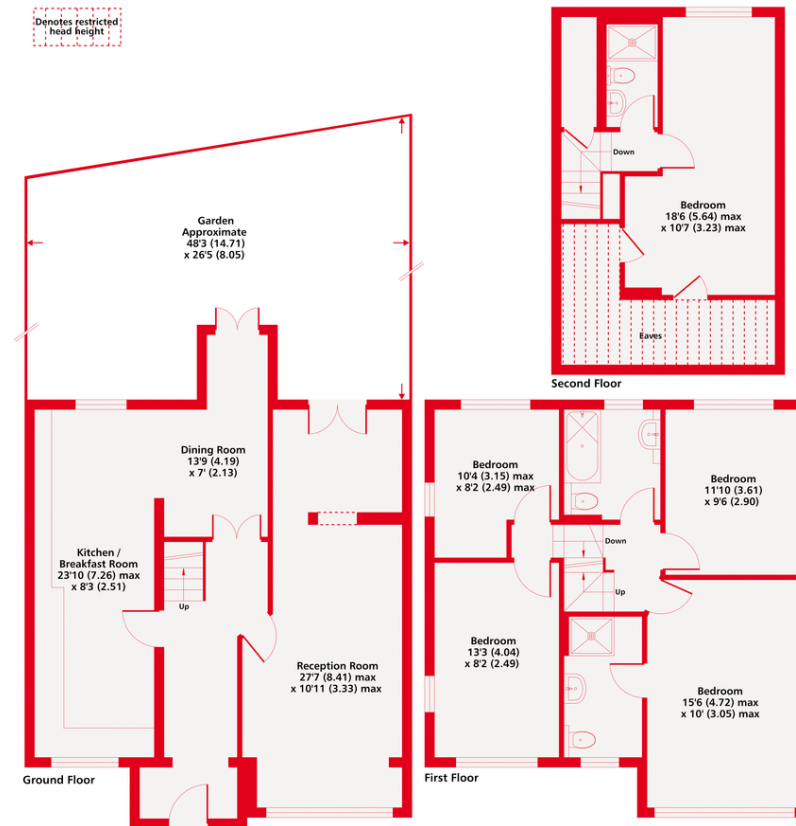 Denotes restricted
head height
Garden
Approximate
48'3 (14.71)
x 26'5 (8.05)
Dining Room
13'9 (4.19)
x 7' (2.13)
Kitchen /
Breakfast Room
23'10 (7.26) max
x 8'3 (2.51)
Up
Reception Room
27'7 (8.41) max
x 10'11 (3.33) max
Ground Floor
Down
Bedroom
18'6 (5.64) max
x 10'7 (3.23) max
Eaves
Second Floor
Bedroom
10'4 (3.15) max
x 8'2 (2.49) max
Bedroom
11'10 (3.61)
x 9'6 (2.90)
Down
Up
Bedroom
13'3 (4.04)
x 8'2 (2.49)
Bedroom
15'6 (4.72) max
x 10' (3.05) max
First Floor